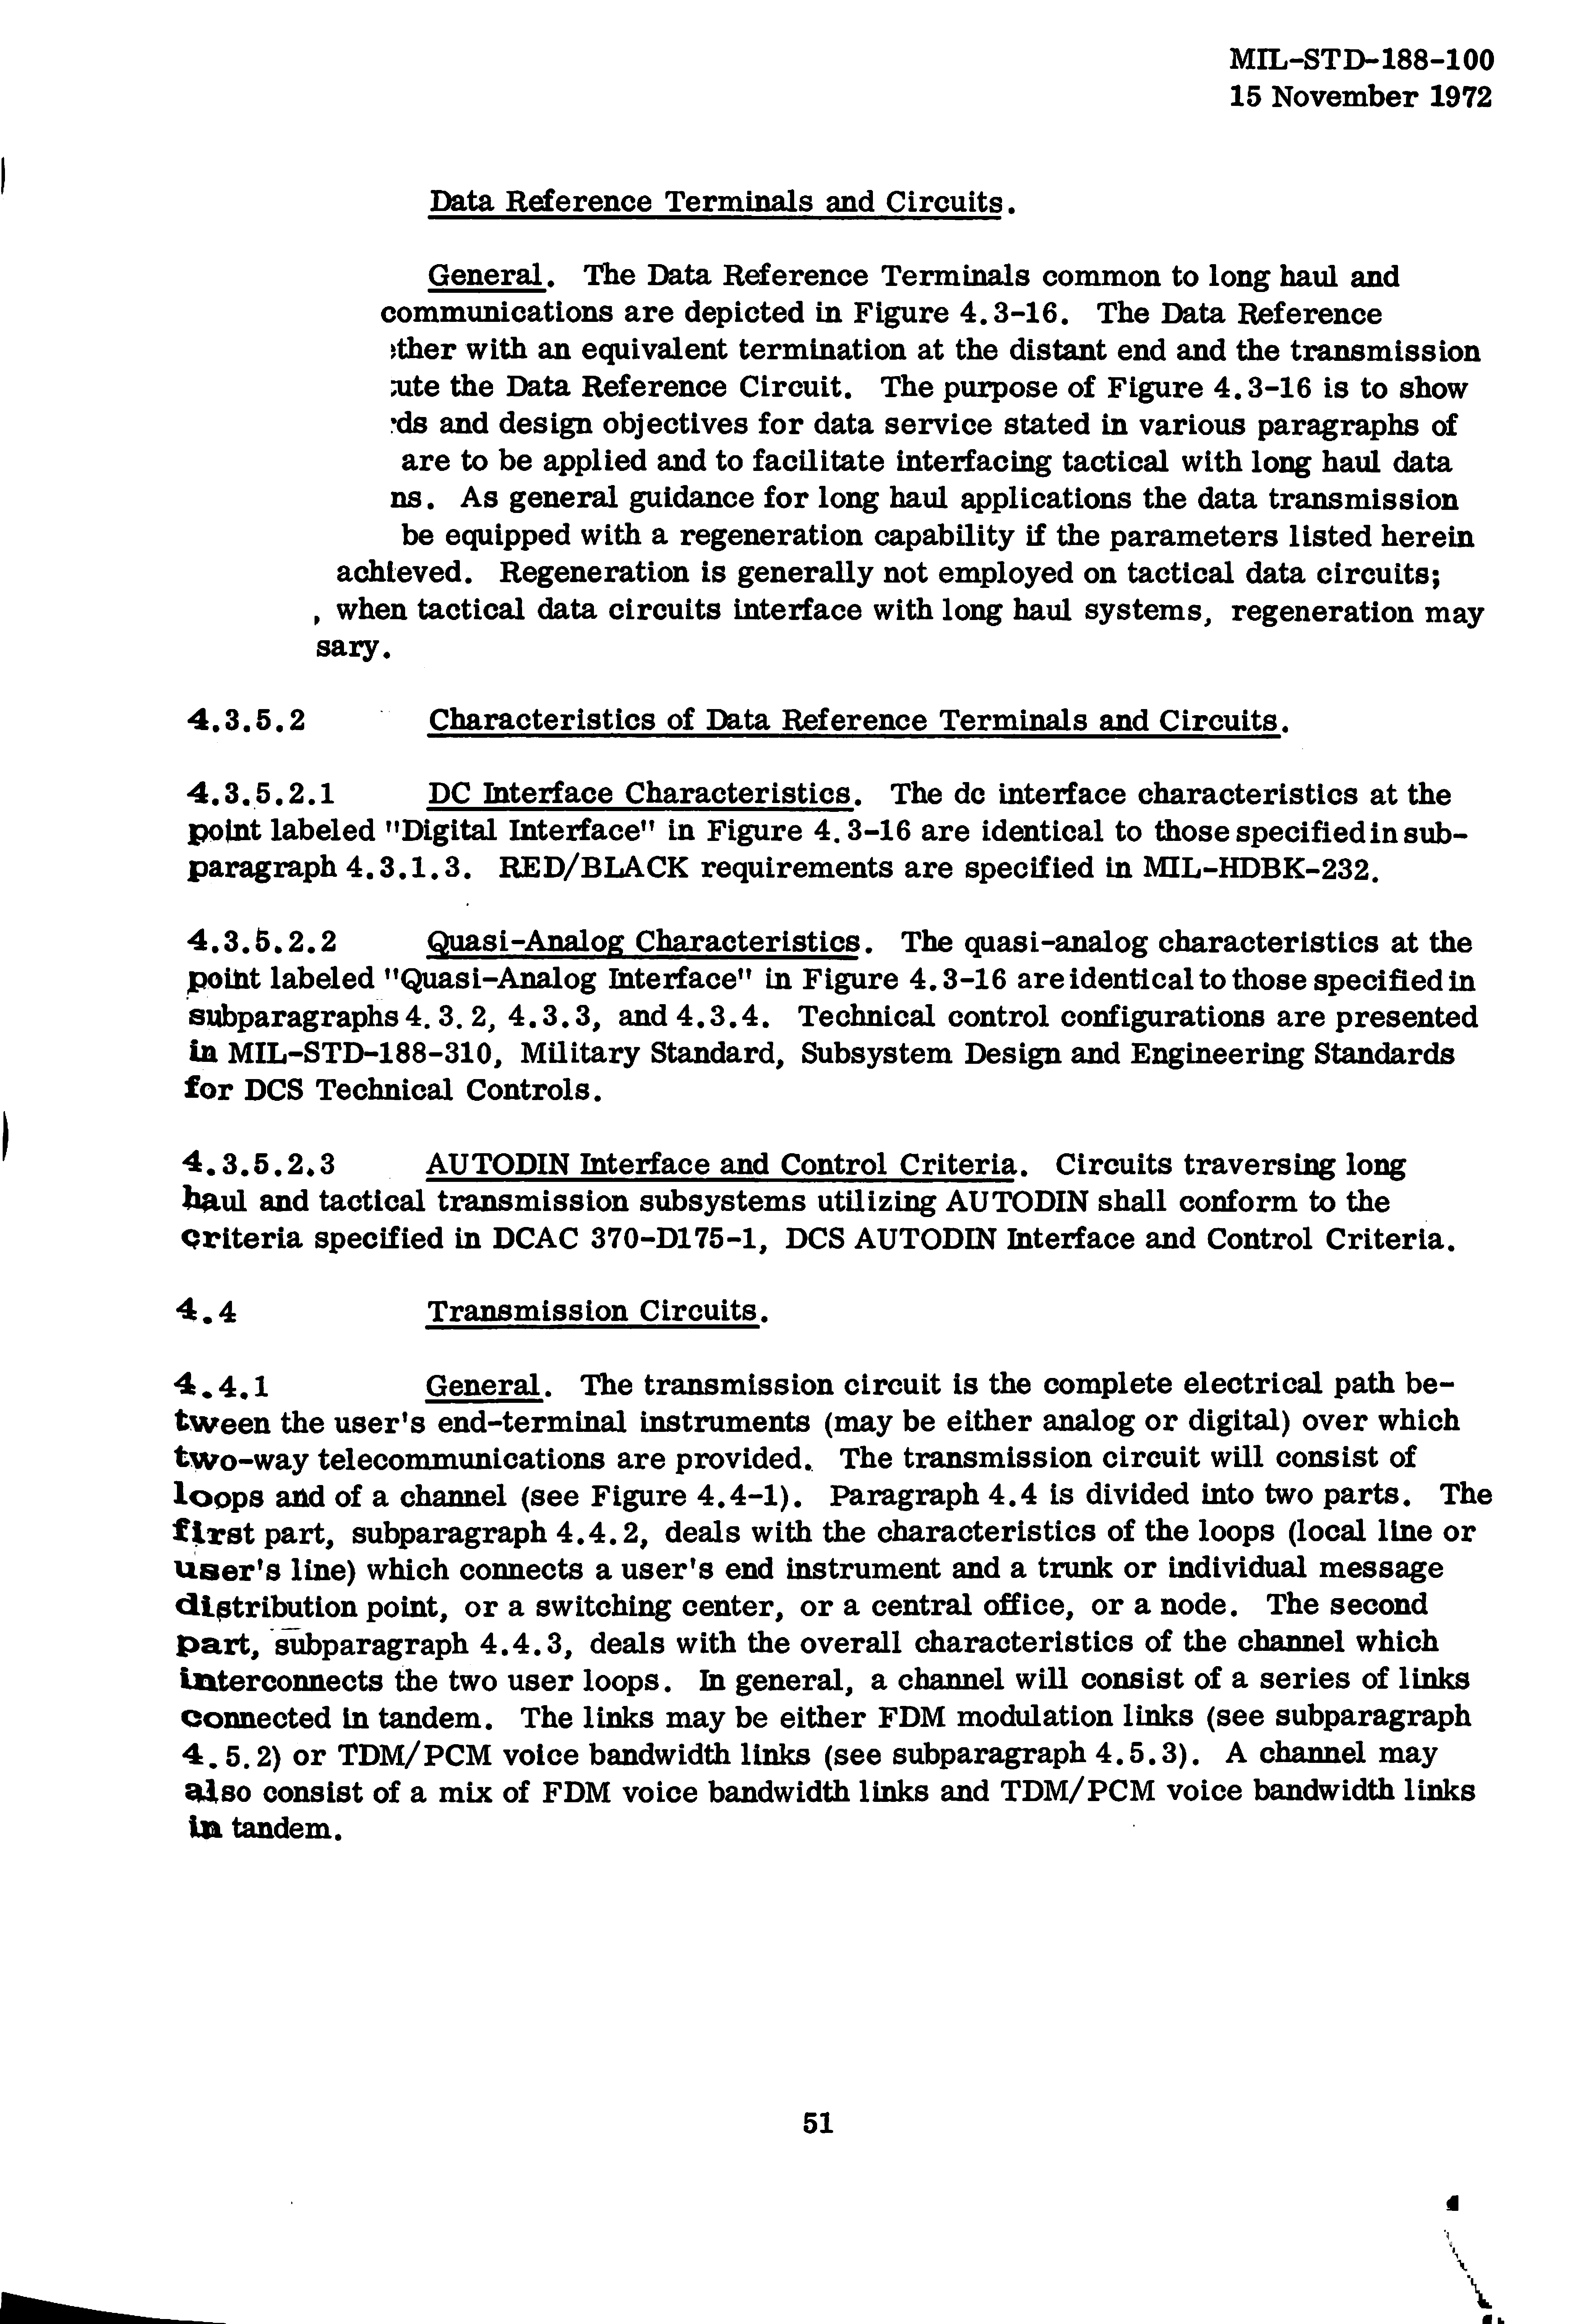 MIL-STD-188-100
15 November 1972
Data Reference Terminals and Circuits.
General. The Data Reference Terminals common to long haul and
communications are depicted in Figure 4.3-16. The Data Reference
with an equivalent termination at the distant end and the transmission
the Data Reference Circuit. The purpose of Figure 4.3-16 is to show
and design objectives for data service stated in various paragraphs of
are to be applied and to facilitate interfacing tactical with long haul data
ns. As general guidance for long haul applications the data transmission
be equipped with a regeneration capability if the parameters listed herein
achieved. Regeneration is generally not employed on tactical data circuits;
, when tactical data circuits interface with long haul systems, regeneration may
sary.
4.3.5.2 Characteristics of Data Reference Terminals and Circuits.
4.3.5.2.1 DC Interface Characteristics. The dc interface characteristics at the
point labeled "Digital Interface" in Figure 4.3-16 are identical to those specified in sub-
paragraph 4.3.1.3. RED/BLACK requirements are specified in MIL-HDBK-232.
4.3.5.2.2 Quasi-Analog Characteristics. The quasi-analog characteristics at the
point labeled "Quasi-Analog Interface" in Figure 4.3-16 are identical to those specified in
subparagraphs 4.3.2, 4.3.3, and 4.3.4. Technical control configurations are presented
in MIL-STD-188-310, Military Standard, Subsystem Design and Engineering Standards
for DCS Technical Controls.
4.3.5.2.3 AUTODIN Interface and Control Criteria. Circuits traversing long
haul and tactical transmission subsystems utilizing AUTODIN shall conform to the
criteria specified in DCAC 370-D175-1, DCS AUTODIN Interface and Control Criteria.
4.4 Transmission Circuits.
4.4.1 General. The transmission circuit is the complete electrical path be-
tween the user's end-terminal instruments (may be either analog or digital) over which
two-way telecommunications are provided. The transmission circuit will consist of
loops and of a channel (see Figure 4.4-1). Paragraph 4.4 is divided into two parts. The
first part, subparagraph 4.4.2, deals with the characteristics of the loops (local line or
user's line) which connects a user's end instrument and a trunk or individual message
distribution point, or a switching center, or a central office, or a node. The second
part, subparagraph 4.4.3, deals with the overall characteristics of the channel which
interconnects the two user loops. In general, a channel will consist of a series of links
connected in tandem. The links may be either FDM modulation links (see subparagraph
4.5.2) or TDM/PCM voice bandwidth links (see subparagraph 4.5.3). A channel may
also consist of a mix of FDM voice bandwidth links and TDM/PCM voice bandwidth links
in tandem.
51